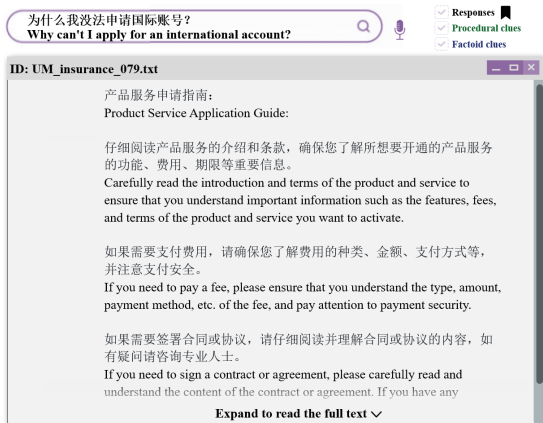 为什么我没法申请国际账号？
Why can't I apply for an international account?
Responses
Procedural clues
Factoid clues
ID: UM_insurance_079.txt
产品服务申请指南：
Product Service Application Guide:
仔细阅读产品服务的介绍和条款，确保您了解所想要开通的产品服务
的功能、费用、期限等重要信息。
Carefully read the introduction and terms of the product and service to
ensure that you understand important information such as the features, fees,
and terms of the product and service you want to activate.
如果需要支付费用，请确保您了解费用的种类、金额、支付方式等，
并注意支付安全。
If you need to pay a fee, please ensure that you understand the type, amount,
payment method, etc. of the fee, and pay attention to payment security.
如果需要签署合同或协议，请仔细阅读并理解合同或协议的内容，如
有疑问请咨询专业人士。
If you need to sign a contract or agreement, please carefully read and
understand the content of the contract or agreement. If you have any
Expand to read the full text